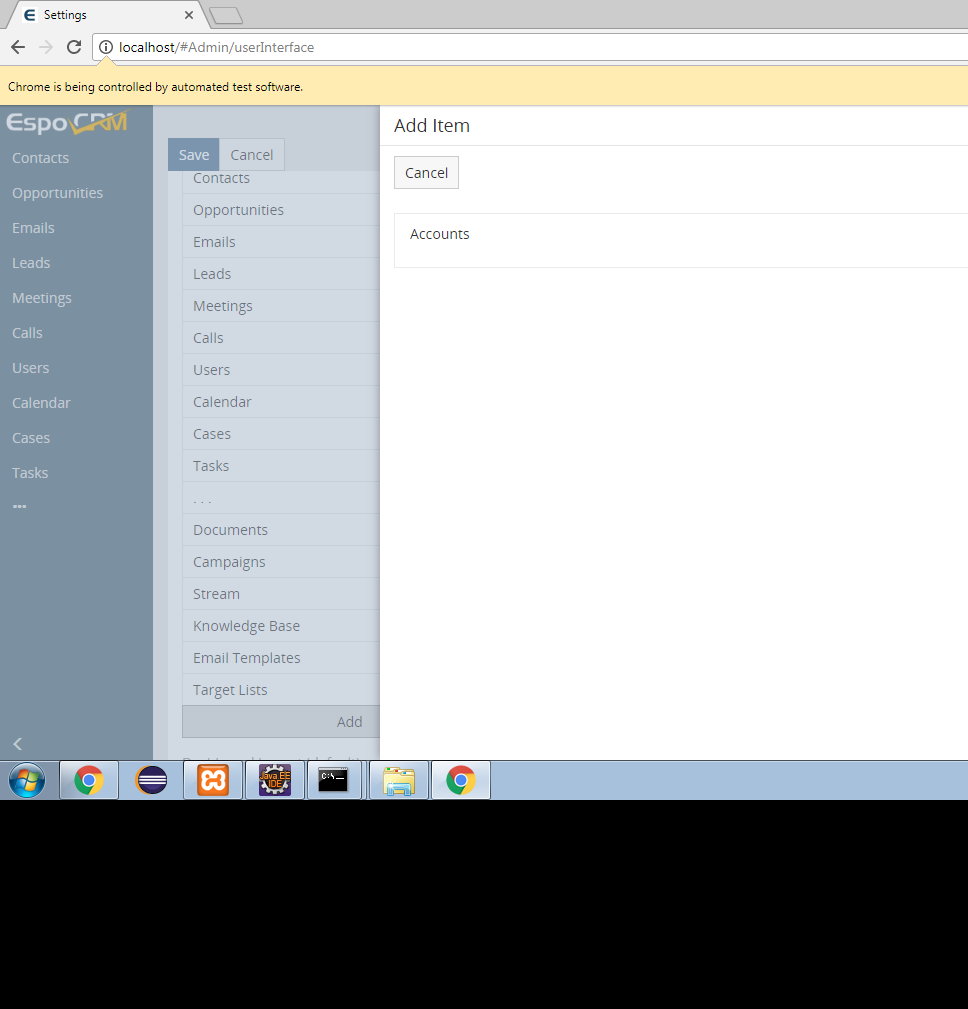 Settings
localhost/#Admin/userInterface
Chrome is being controlled by automated test software.
EspoCRM
Contacts
Opportunities
Emails
Leads
Meetings
Calls
Users
Calendar
Cases
Tasks
Save
Cancel
Contacts
Opportunities
Emails
Leads
Meetings
Calls
Users
Calendar
Cases
Tasks
. . .
Documents
Campaigns
Stream
Knowledge Base
Email Templates
Target Lists
Add
Add Item
Cancel
Accounts
Java EE
IDE
C:\